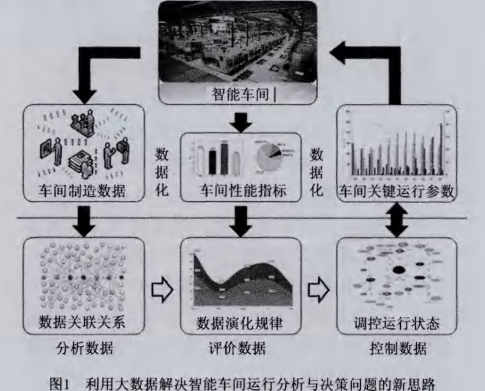 智能车间
数据化
数据化
车间制造数据
车间性能指标
车间关键运行参数
数据关联关系
数据演化规律
调控运行状态
分析数据
评价数据
控制数据
图1 利用大数据解决智能车间运行分析与决策问题的新思路